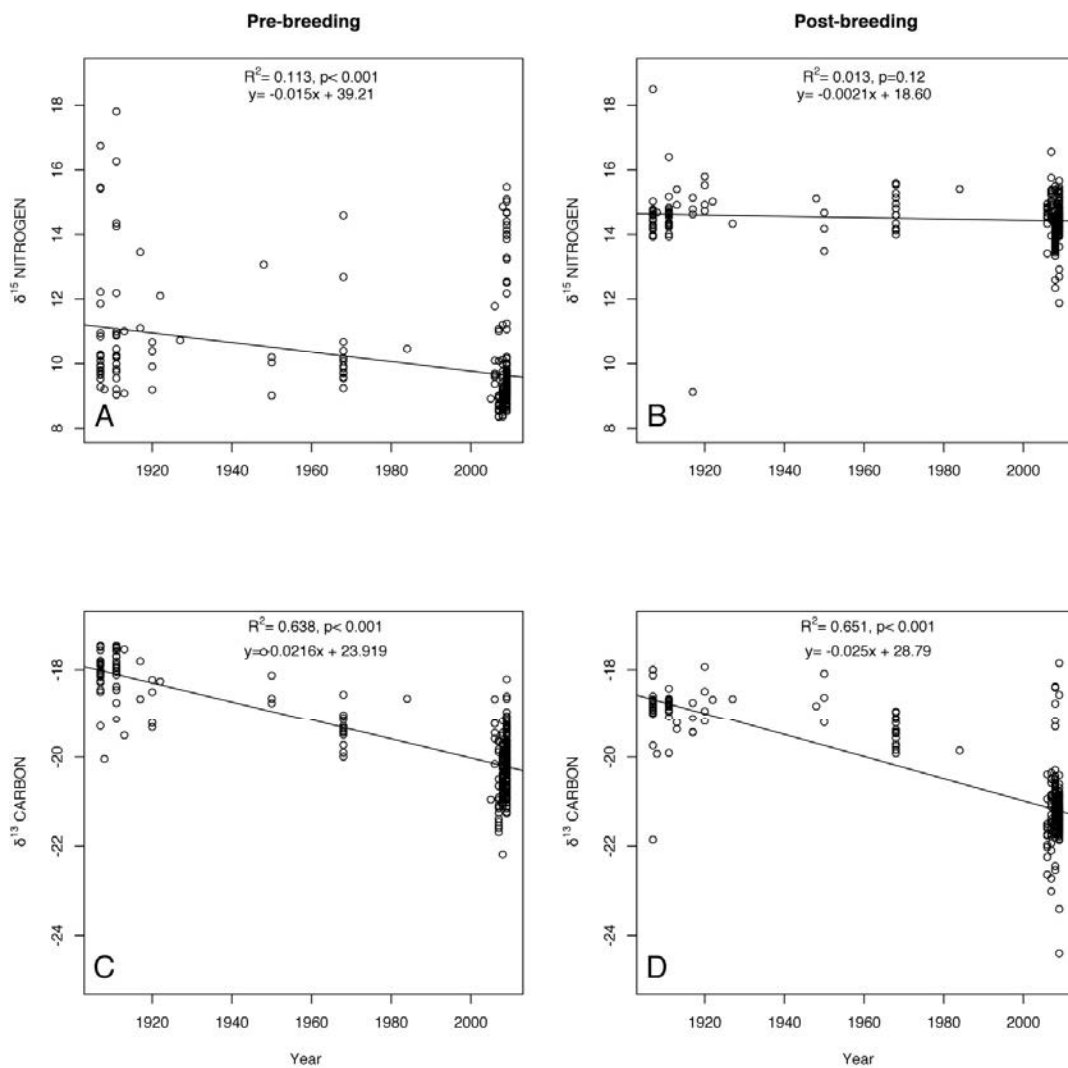 Pre-breeding
Post-breeding
R²= 0.113, p< 0.001
y= -0.015x + 39.21
18
16
14
12
10
8
δ¹⁵ NITROGEN
A
1920 1940 1960 1980 2000
R²= 0.013, p=0.12
y= -0.0021x + 18.60
18
16
14
12
10
8
δ¹⁵ NITROGEN
B
1920 1940 1960 1980 2000
R²= 0.638, p< 0.001
y= -0.0216x + 23.919
-18
-20
-22
-24
δ¹³ CARBON
C
1920 1940 1960 1980 2000
Year
R²= 0.651, p< 0.001
y= -0.025x + 28.79
-18
-20
-22
-24
δ¹³ CARBON
D
1920 1940 1960 1980 2000
Year